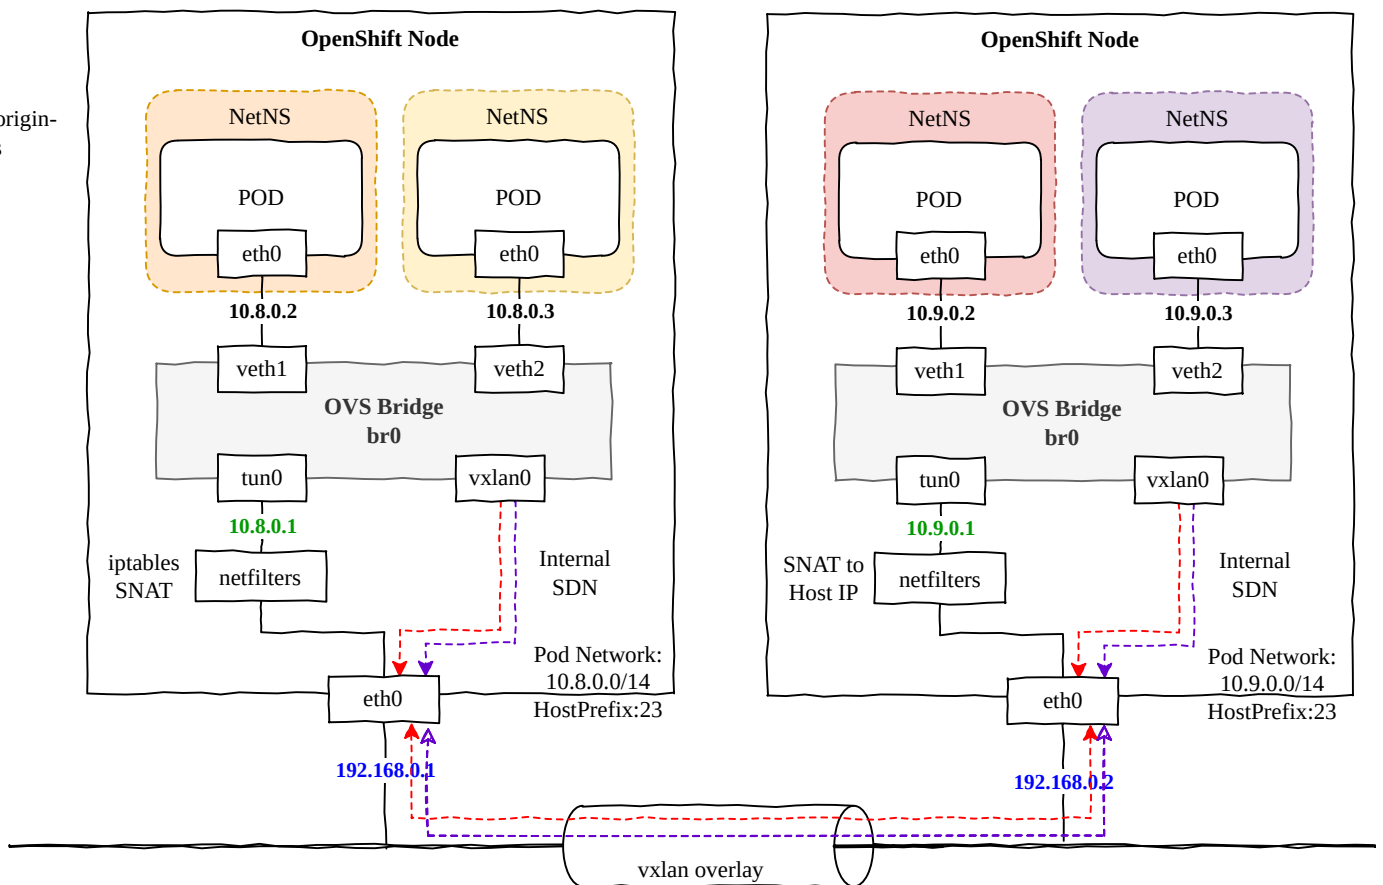 OpenShift Node
OpenShift Node
origin-
s
NetNS
NetNS
NetNS
NetNS
POD
POD
POD
POD
eth0
eth0
eth0
eth0
10.8.0.2
10.8.0.3
10.9.0.2
10.9.0.3
veth1
veth2
veth1
veth2
OVS Bridge
br0
OVS Bridge
br0
tun0
vxlan0
tun0
vxlan0
10.8.0.1
10.9.0.1
iptables
SNAT
netfilters
Internal
SDN
SNAT to
Host IP
netfilters
Internal
SDN
Pod Network:
10.8.0.0/14
HostPrefix:23
Pod Network:
10.9.0.0/14
HostPrefix:23
eth0
eth0
192.168.0.1
192.168.0.2
vxlan overlay